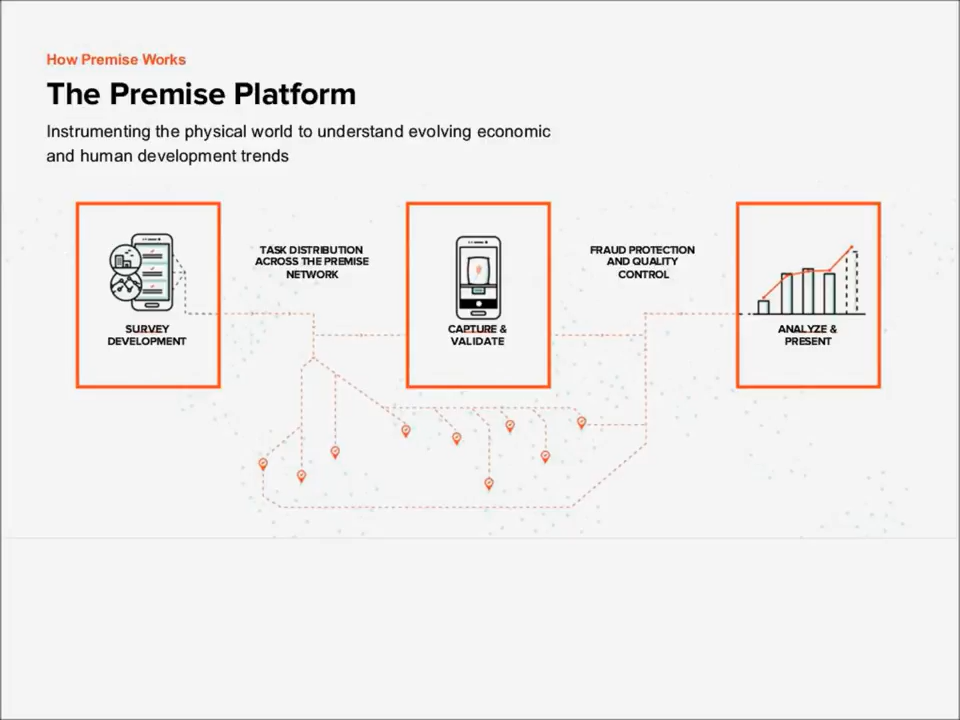 How Premise Works
The Premise Platform
Instrumenting the physical world to understand evolving economic
and human development trends
SURVEY
DEVELOPMENT
TASK DISTRIBUTION
ACROSS THE PREMISE
NETWORK
CAPTURE &
VALIDATE
FRAUD PROTECTION
AND QUALITY
CONTROL
ANALYZE &
PRESENT